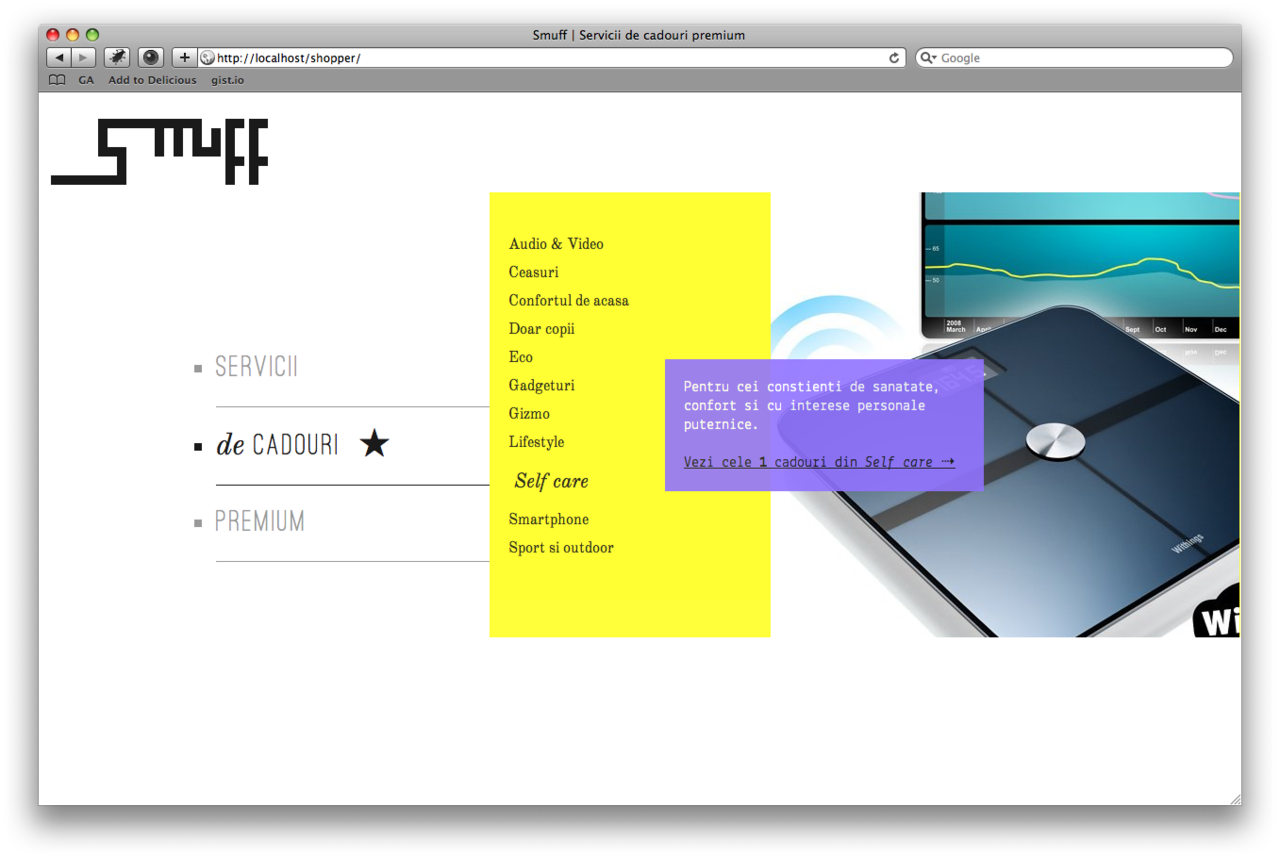 Smuff | Servicii de cadouri premium
http://localhost/shopper/
Google
GA Add to Delicious gist.io
smuff
SERVICII
de CADOURI ★
PREMIUM
Audio & Video
Ceasuri
Confortul de acasa
Doar copii
Eco
Gadgeturi
Gizmo
Lifestyle
Self care
Smartphone
Sport si outdoor
65
50
2008
March
Sept Oct Nov Dec
Pentru cei constienti de sanatate,
confort si cu interese personale
puternice.
Vezi cele 1 cadouri din Self care ⇢
Withings
Wi